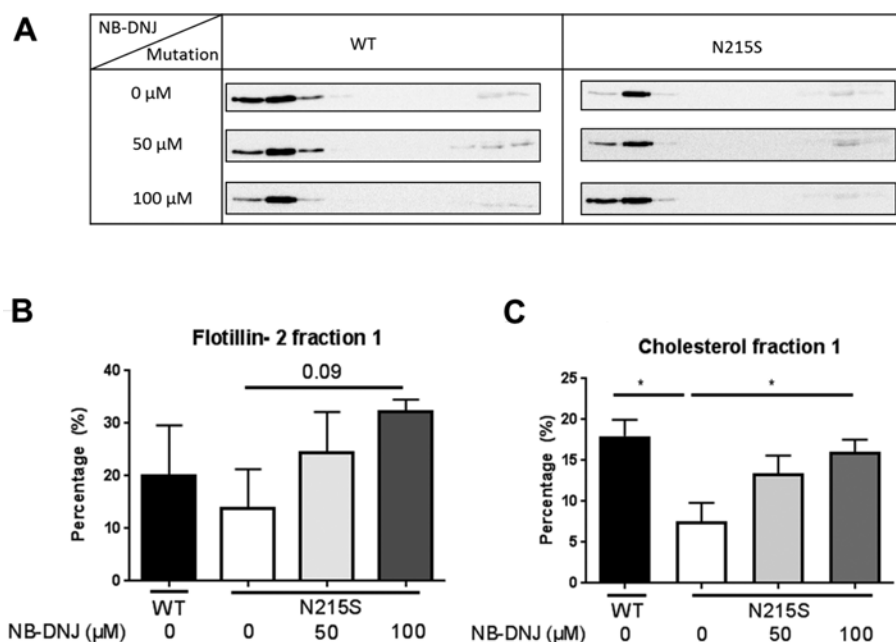 A
NB-DNJ
Mutation
WT
N215S
0 µM
50 µM
100 µM
B
Flotillin- 2 fraction 1
0.09
Percentage (%)
40
30
20
10
0
WT
N215S
NB-DNJ (µM) 0 0 50 100
C
Cholesterol fraction 1
* *
Percentage (%)
25
20
15
10
5
0
WT
N215S
NB-DNJ (µM) 0 0 50 100